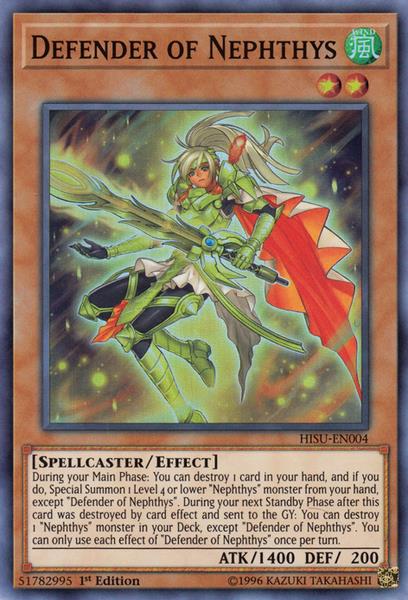 DEFENDER OF NEPHTHYS
WIND
風
HISU-EN004
[SPELLCASTER/EFFECT]
During your Main Phase: You can destroy 1 card in your hand, and if you
do, Special Summon 1 Level 4 or lower "Nephthys" monster from your hand,
except "Defender of Nephthys". During your next Standby Phase after this
card was destroyed by card effect and sent to the GY: You can destroy
1 "Nephthys" monster in your Deck, except "Defender of Nephthys". You
can only use each effect of "Defender of Nephthys" once per turn.
ATK/1400 DEF/ 200
51782995 1st Edition ©1996 KAZUKI TAKAHASHI